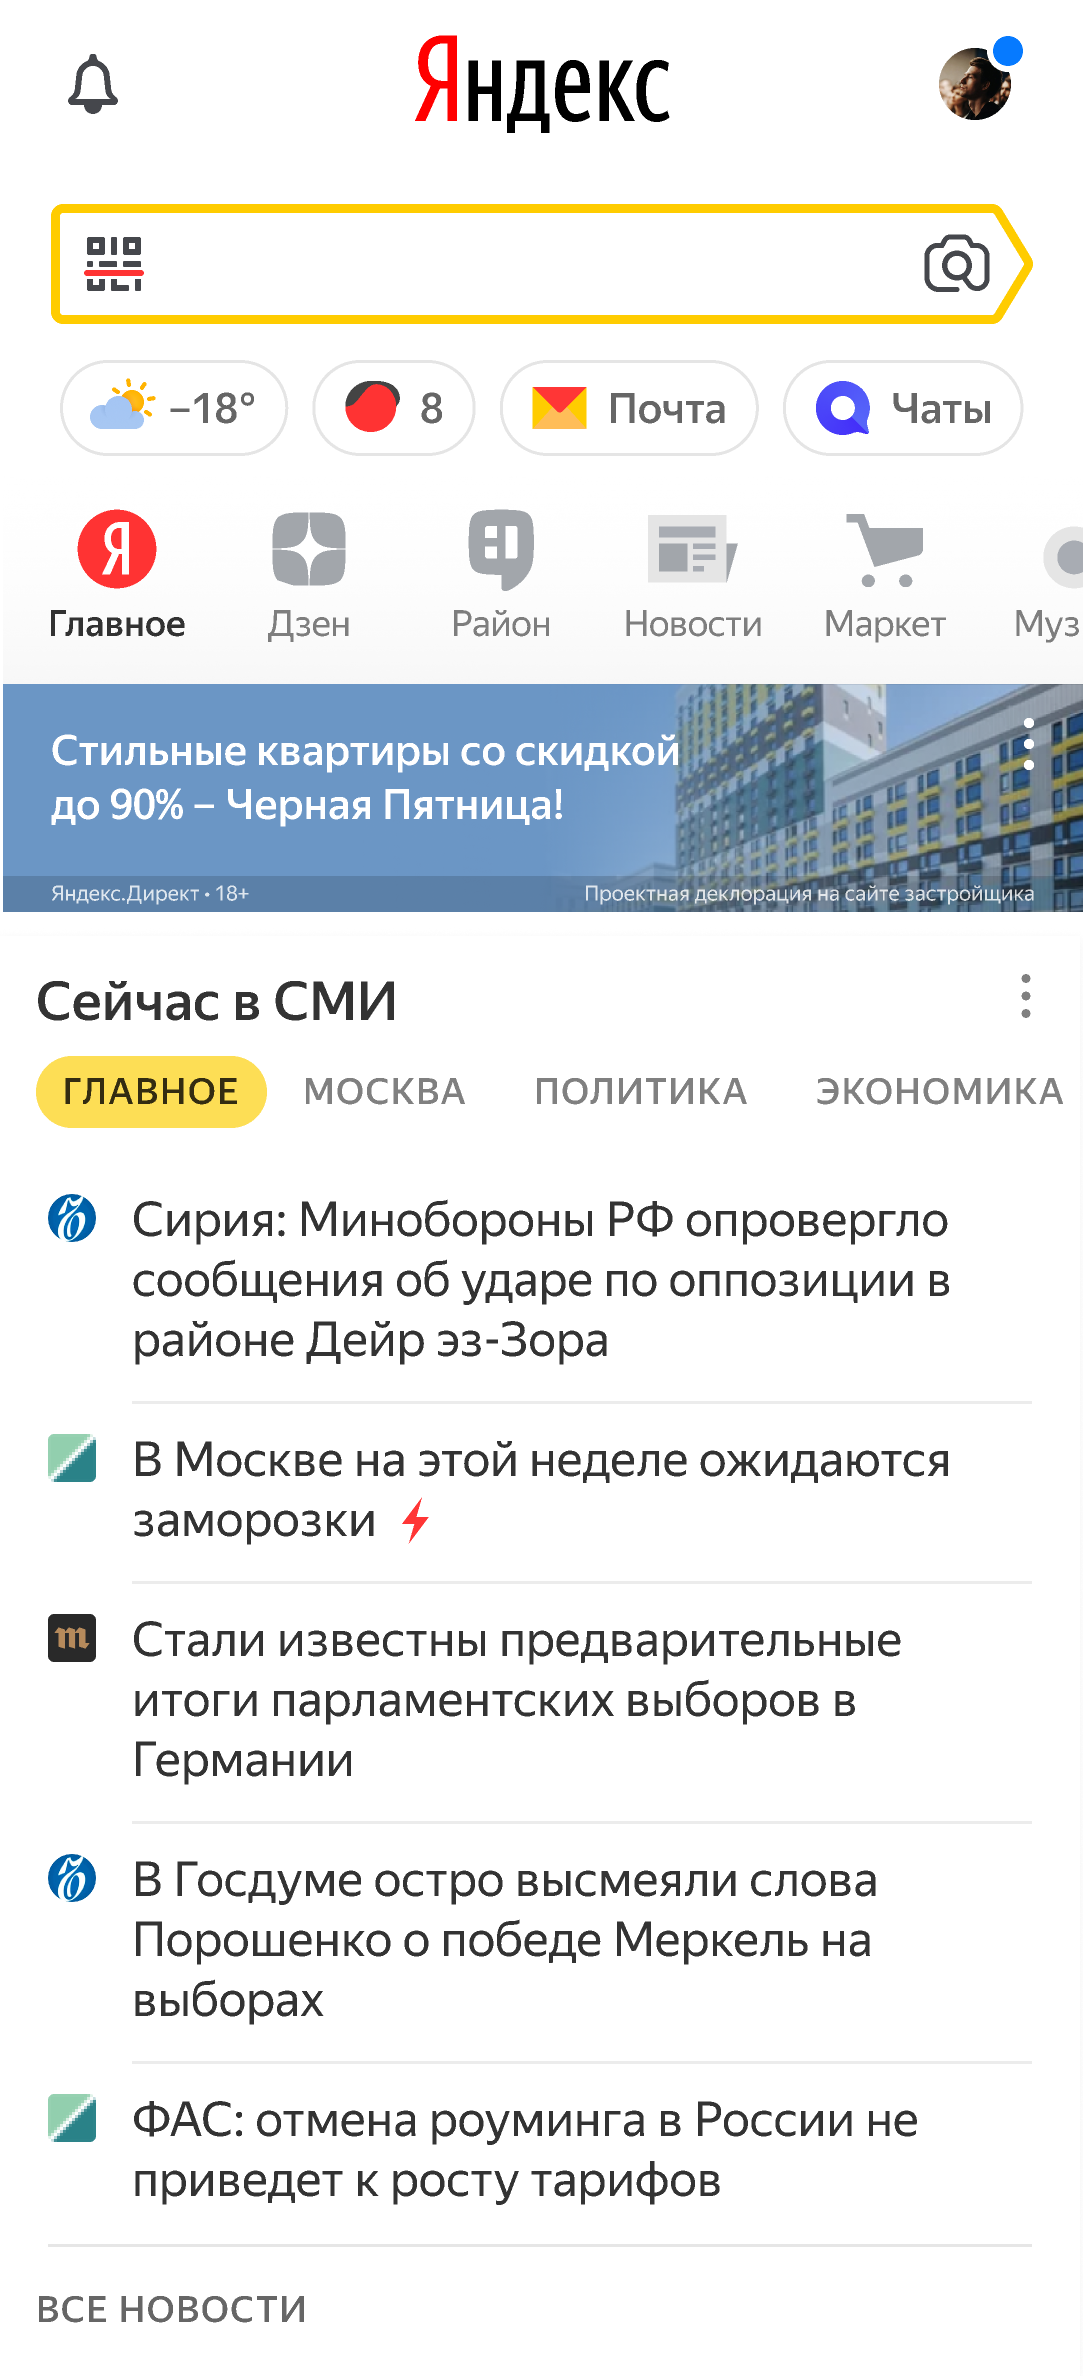 Яндекс
–18°
8
Почта
Чаты
Я
Главное
Дзен
Район
Новости
Маркет
Муз
Стильные квартиры со скидкой
до 90% – Черная Пятница!
Яндекс.Директ • 18+
Проектная деклорация на сайте застройщика
Сейчас в СМИ
ГЛАВНОЕ
МОСКВА
ПОЛИТИКА
ЭКОНОМИКА
Сирия: Минобороны РФ опровергло
сообщения об ударе по оппозиции в
районе Дейр эз-Зора
В Москве на этой неделе ожидаются
заморозки
m
Стали известны предварительные
итоги парламентских выборов в
Германии
В Госдуме остро высмеяли слова
Порошенко о победе Меркель на
выборах
ФАС: отмена роуминга в России не
приведет к росту тарифов
ВСЕ НОВОСТИ